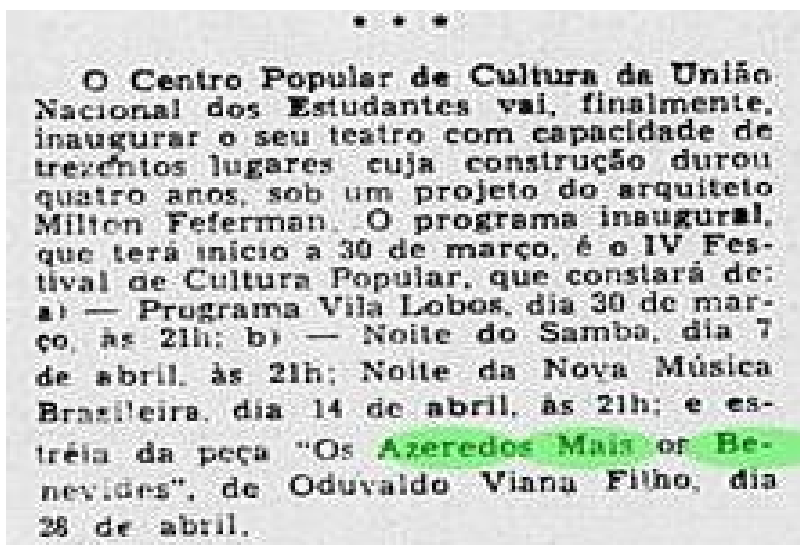 O Centro Popular de Cultura da União
Nacional dos Estudantes vai, finalmente,
inaugurar o seu teatro com capacidade de
trezentos lugares cuja construção durou
quatro anos, sob um projeto do arquiteto
Milton Feferman. O programa inaugural,
que terá início a 30 de março, é o IV Fes-
tival de Cultura Popular, que constará de:
a) — Programa Vila Lobos, dia 30 de mar-
ço, às 21h; b) — Noite do Samba, dia 7
de abril, às 21h; Noite da Nova Música
Brasileira, dia 14 de abril, às 21h; e es-
tréia da peça "Os Azeredos Mais or Be-
nevides", de Oduvaldo Viana Filho, dia
28 de abril.